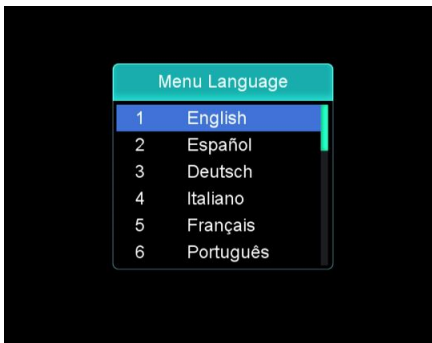 Menu Language
1 English
2 Español
3 Deutsch
4 Italiano
5 Français
6 Português